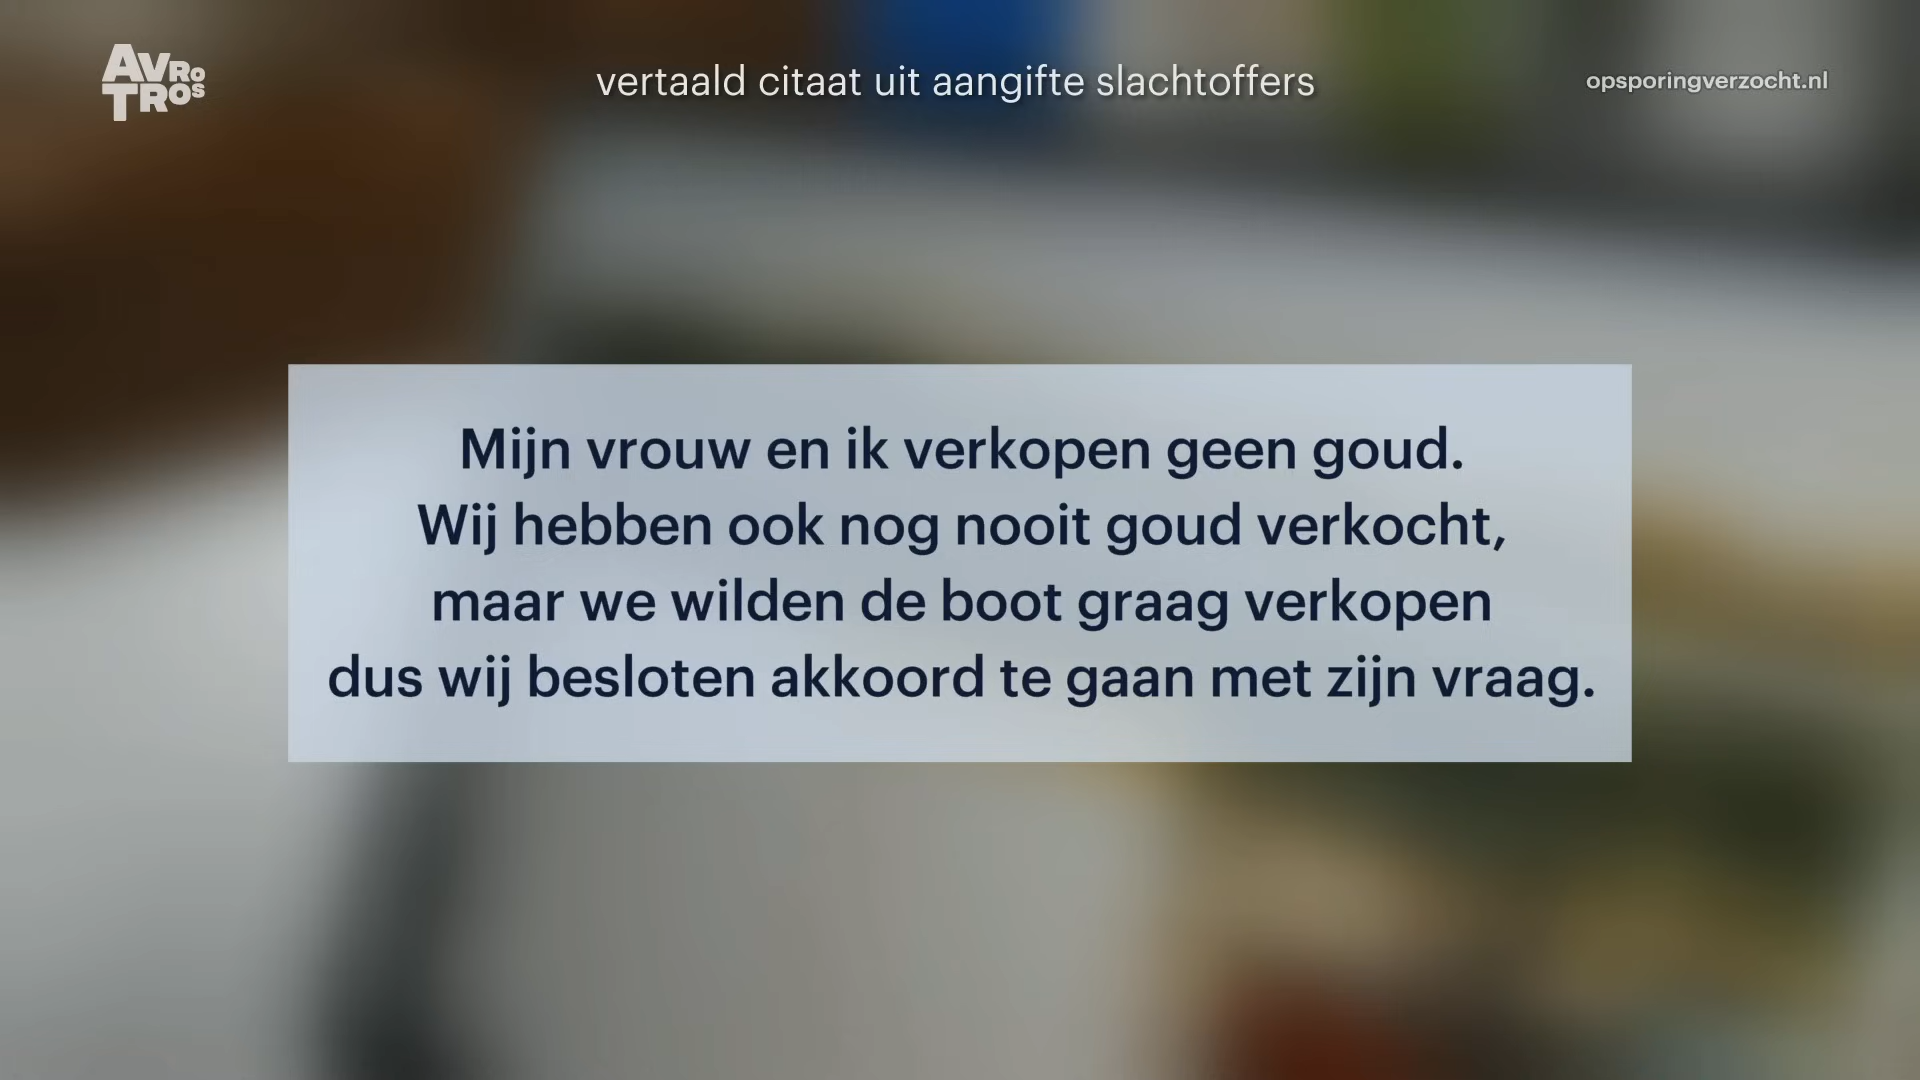 AVRO
TROS
vertaald citaat uit aangifte slachtoffers
opsporingverzocht.nl
Mijn vrouw en ik verkopen geen goud.
Wij hebben ook nog nooit goud verkocht,
maar we wilden de boot graag verkopen
dus wij besloten akkoord te gaan met zijn vraag.